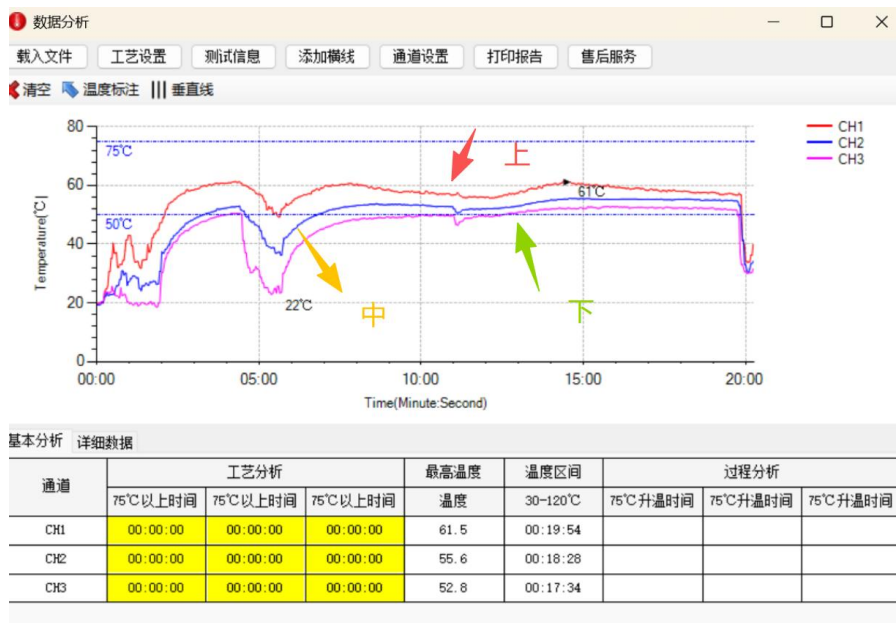 数据分析
载入文件 工艺设置 测试信息 添加横线 通道设置 打印报告 售后服务
清空 温度标注 垂直线
80
75℃
上
CH1
CH2
CH3
60
61℃
50℃
Temperature[℃]
40
22℃
中
下
20
0
00:00 05:00 10:00 15:00 20:00
Time(Minute:Second)
基本分析 详细数据
通道 工艺分析 最高温度 温度区间 过程分析
75℃以上时间 75℃以上时间 75℃以上时间 温度 30-120℃ 75℃升温时间 75℃升温时间 75℃升温时间
CH1 00:00:00 00:00:00 00:00:00 61.5 00:19:54
CH2 00:00:00 00:00:00 00:00:00 55.6 00:18:28
CH3 00:00:00 00:00:00 00:00:00 52.8 00:17:34